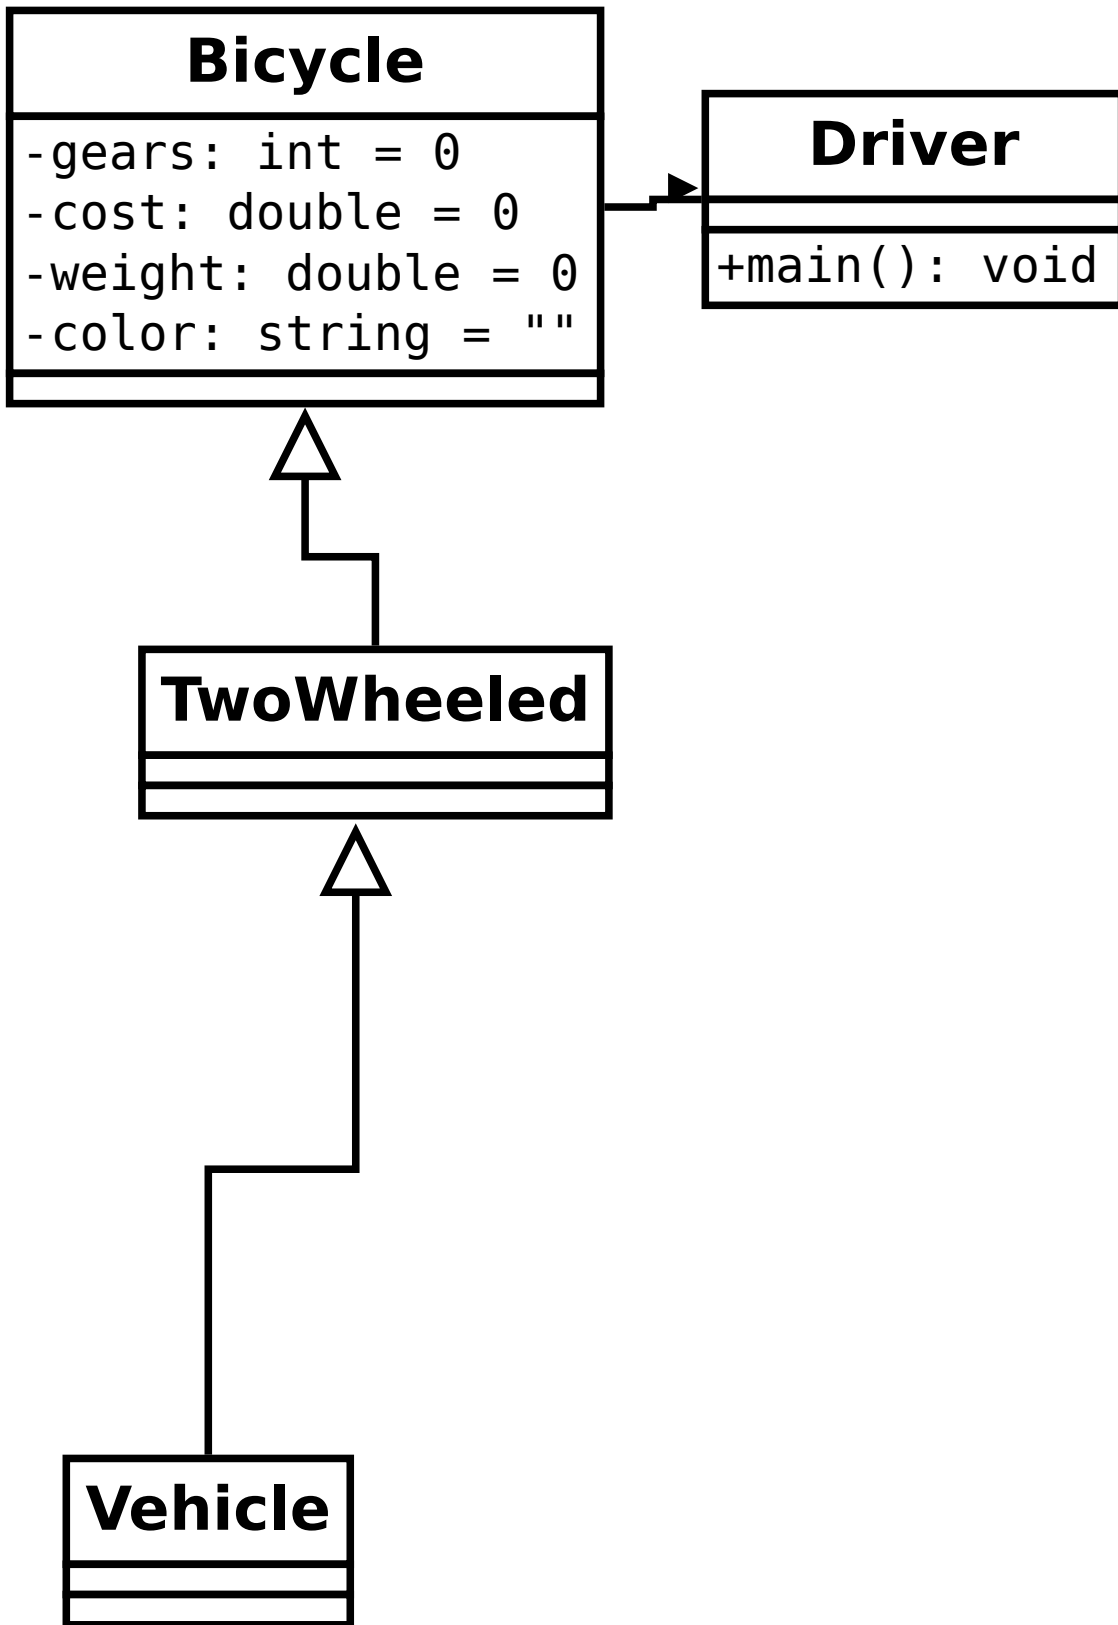 Bicycle
-gears: int = 0
-cost: double = 0
-weight: double = 0
-color: string = ""
Driver
+main(): void
TwoWheeled
Vehicle